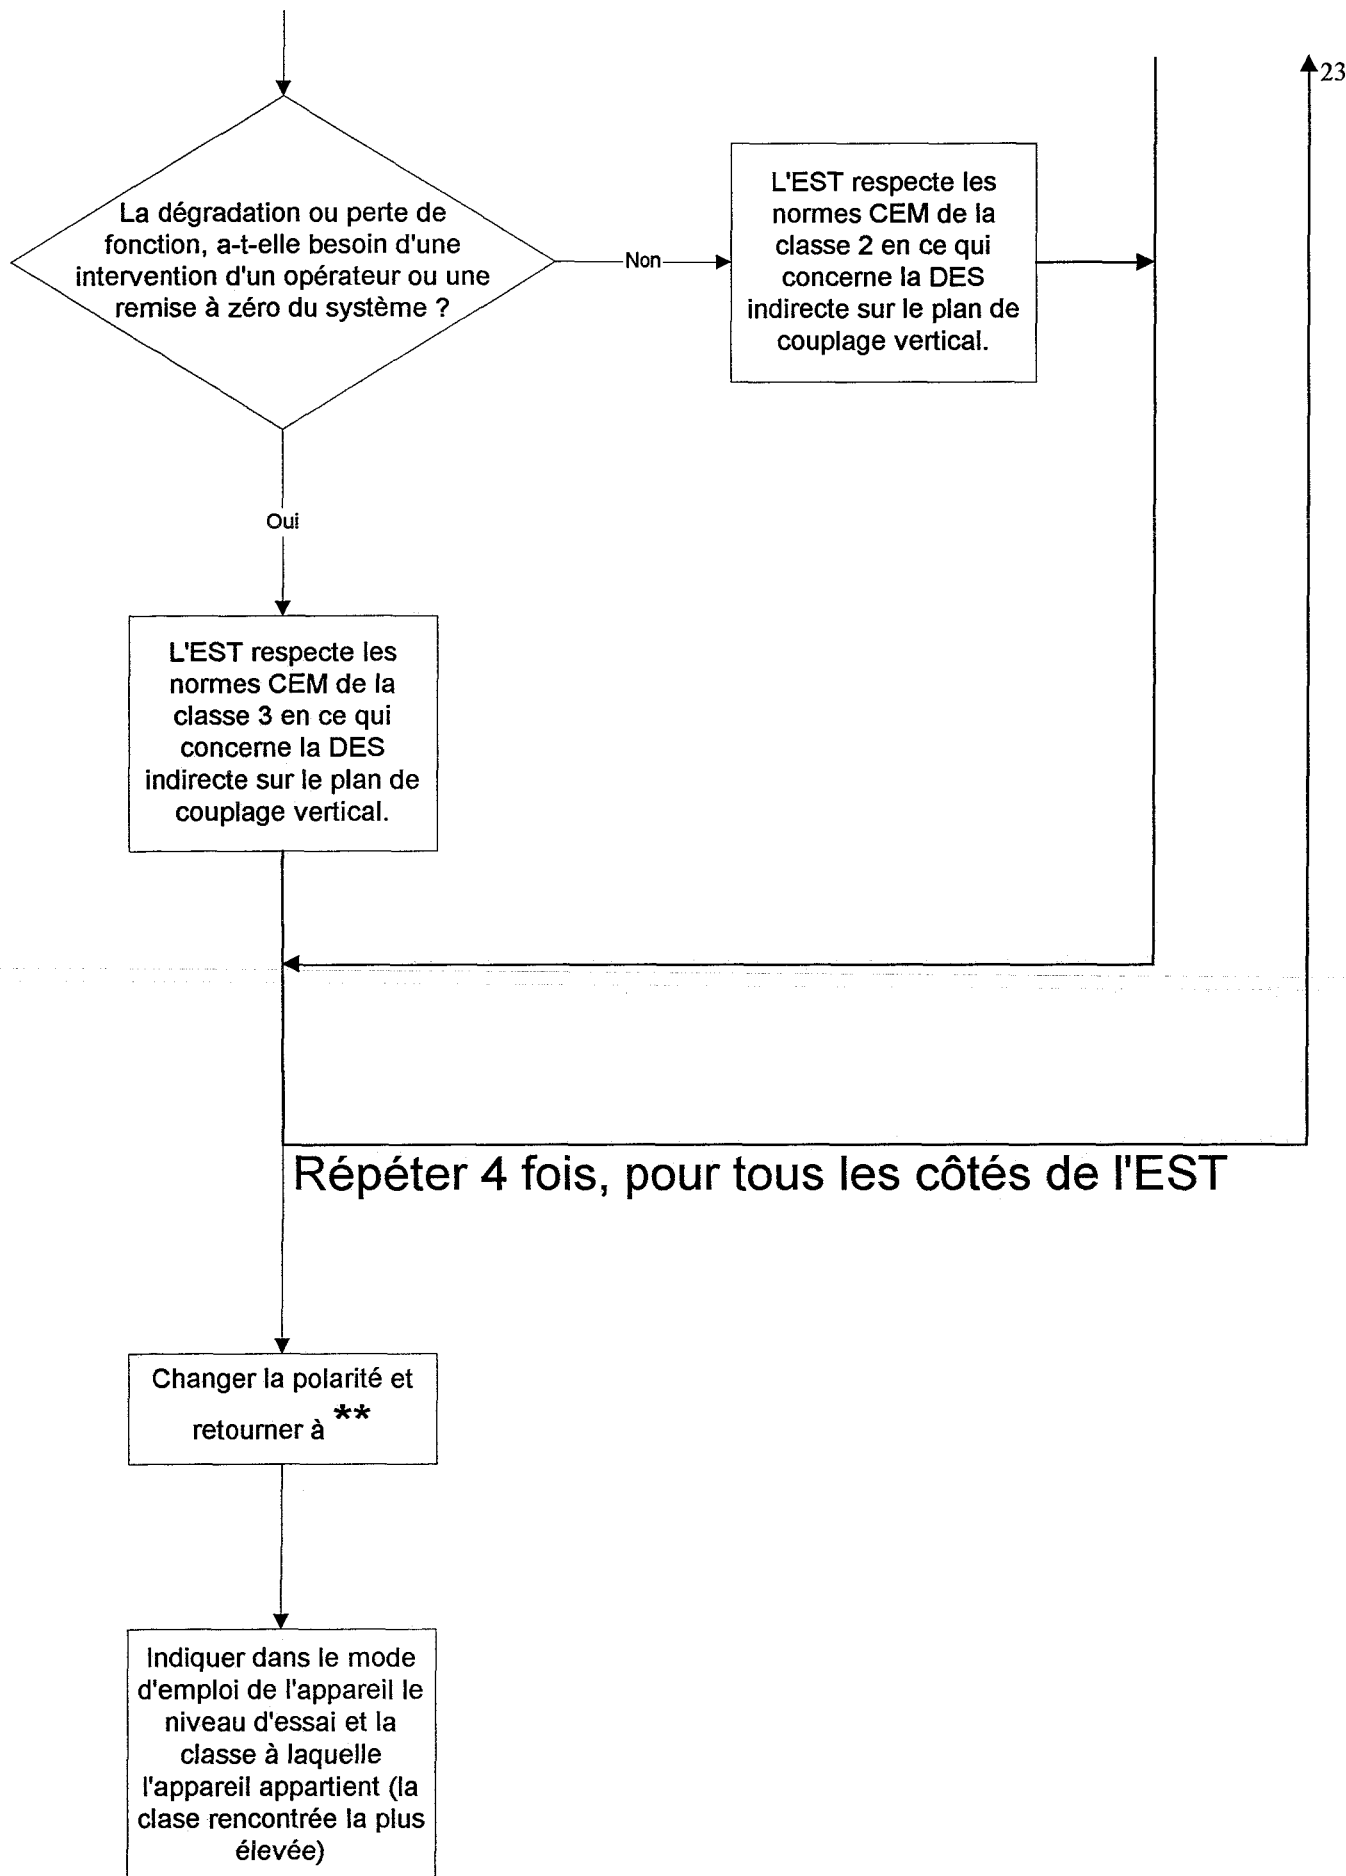 23
La dégradation ou perte de
fonction, a-t-elle besoin d'une
intervention d'un opérateur ou une
remise à zéro du système ?
Non
L'EST respecte les
normes CEM de la
classe 2 en ce qui
concerne la DES
indirecte sur le plan de
couplage vertical.
Oui
L'EST respecte les
normes CEM de la
classe 3 en ce qui
concerne la DES
indirecte sur le plan de
couplage vertical.
Répéter 4 fois, pour tous les côtés de l'EST
Changer la polarité et
retourner à **
Indiquer dans le mode
d'emploi de l'appareil le
niveau d'essai et la
classe à laquelle
l'appareil appartient (la
clase rencontrée la plus
élevée)